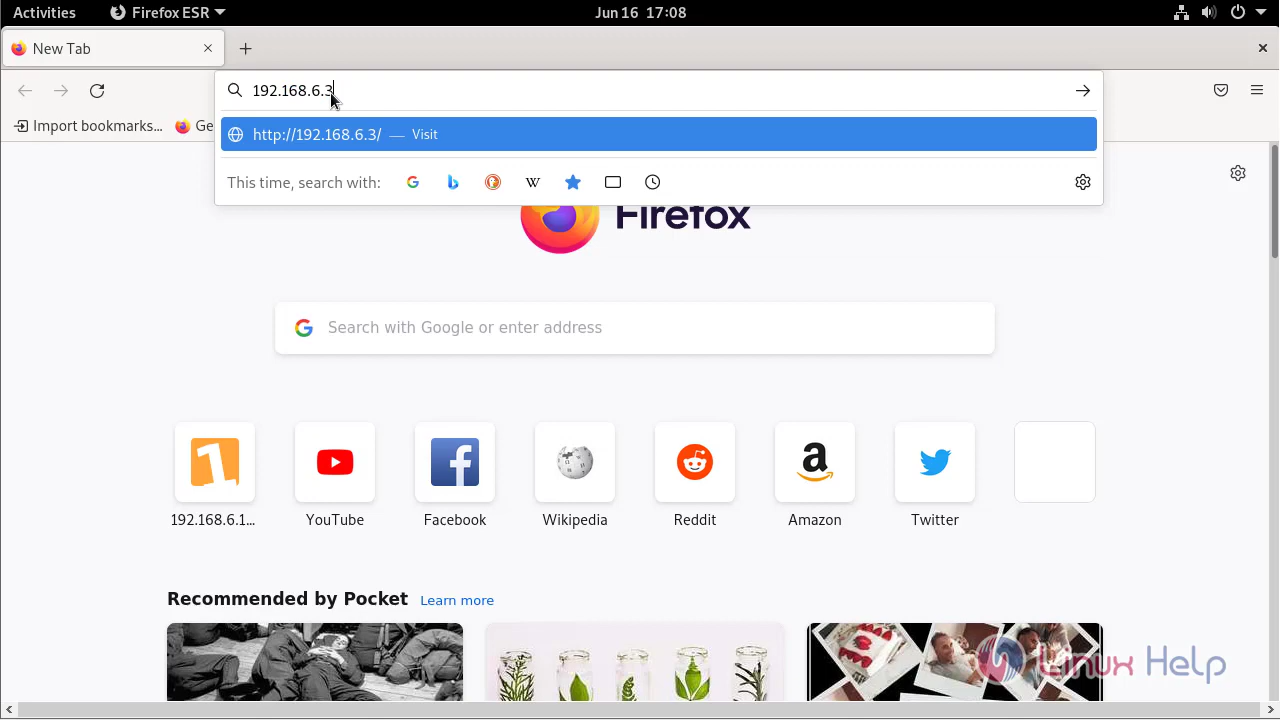 Activities Firefox ESR Jun 16 17:08
New Tab
192.168.6.3
Import bookmarks... Ge
http://192.168.6.3/ — Visit
This time, search with:
W
Firefox
Search with Google or enter address
192.168.6.1... YouTube Facebook Wikipedia Reddit Amazon Twitter
Recommended by Pocket Learn more
Linux Help